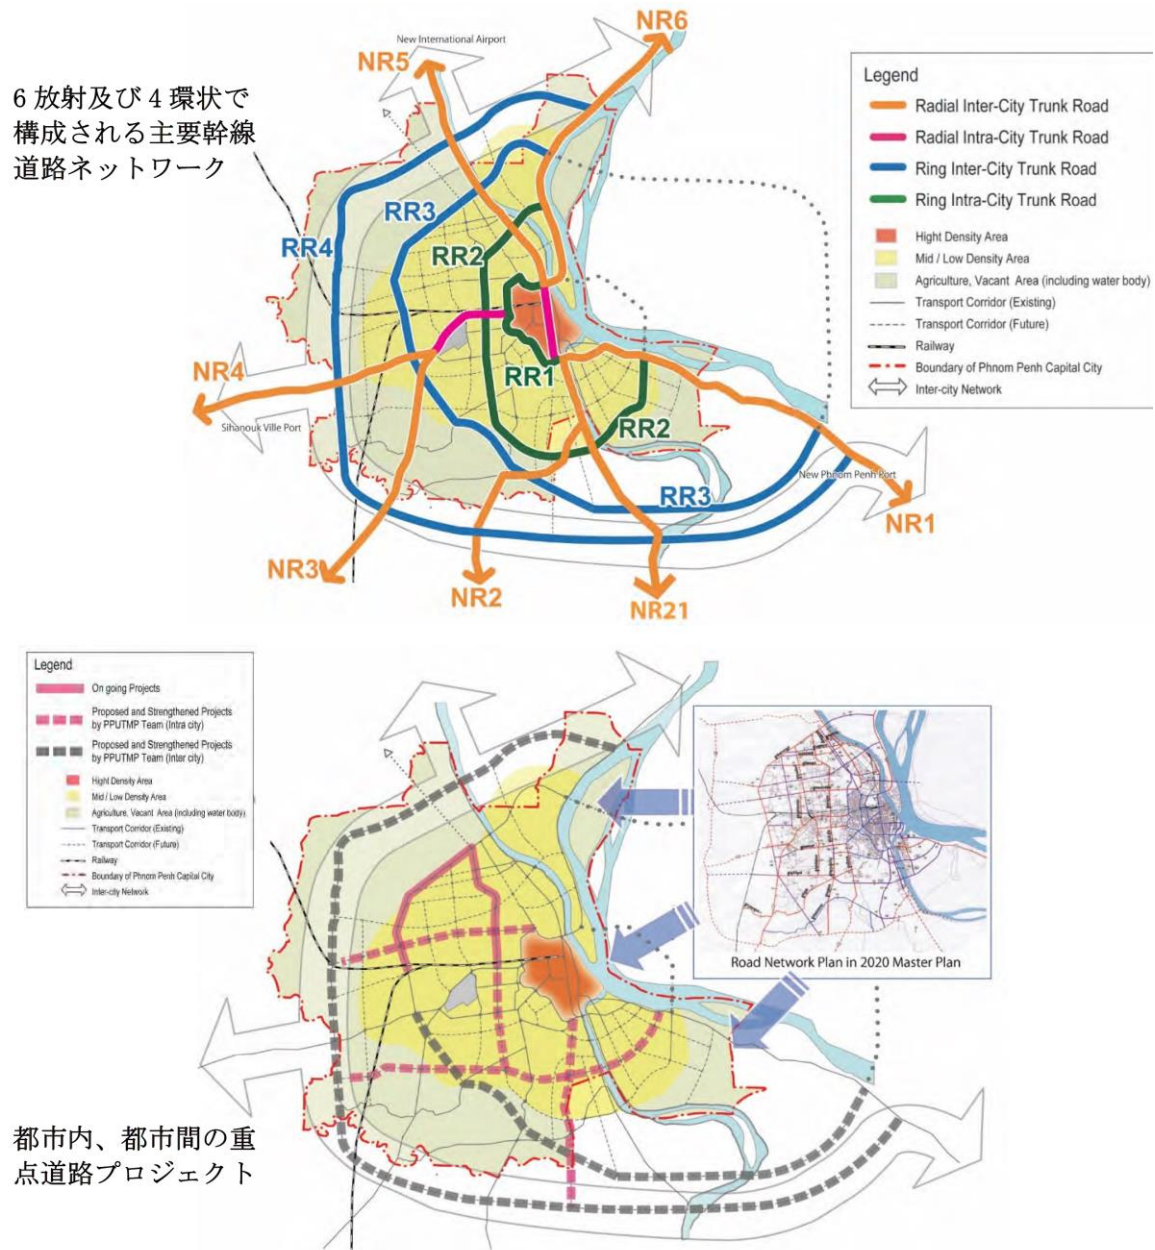 6 放射及び 4 環状で
構成される主要幹線
道路ネットワーク
New International Airport
NR6
NR5
RR3
RR4
RR2
RR1
NR4
Sihanouk Ville Port
RR2
RR3
New Phnom Penh Port
NR1
NR3
NR2
NR21
Legend
Radial Inter-City Trunk Road
Radial Intra-City Trunk Road
Ring Inter-City Trunk Road
Ring Intra-City Trunk Road
Hight Density Area
Mid / Low Density Area
Agriculture, Vacant Area (including water body)
Transport Corridor (Existing)
Transport Corridor (Future)
Railway
Boundary of Phnom Penh Capital City
Inter-city Network
Legend
On going Projects
Proposed and Strengthened Projects
by PPUTMP Team (Intra city)
Proposed and Strengthened Projects
by PPUTMP Team (Inter city)
Hight Density Area
Mid / Low Density Area
Agriculture, Vacant Area (including water body)
Transport Corridor (Existing)
Transport Corridor (Future)
Railway
Boundary of Phnom Penh Capital City
Inter-city Network
Road Network Plan in 2020 Master Plan
都市内、都市間の重
点道路プロジェクト